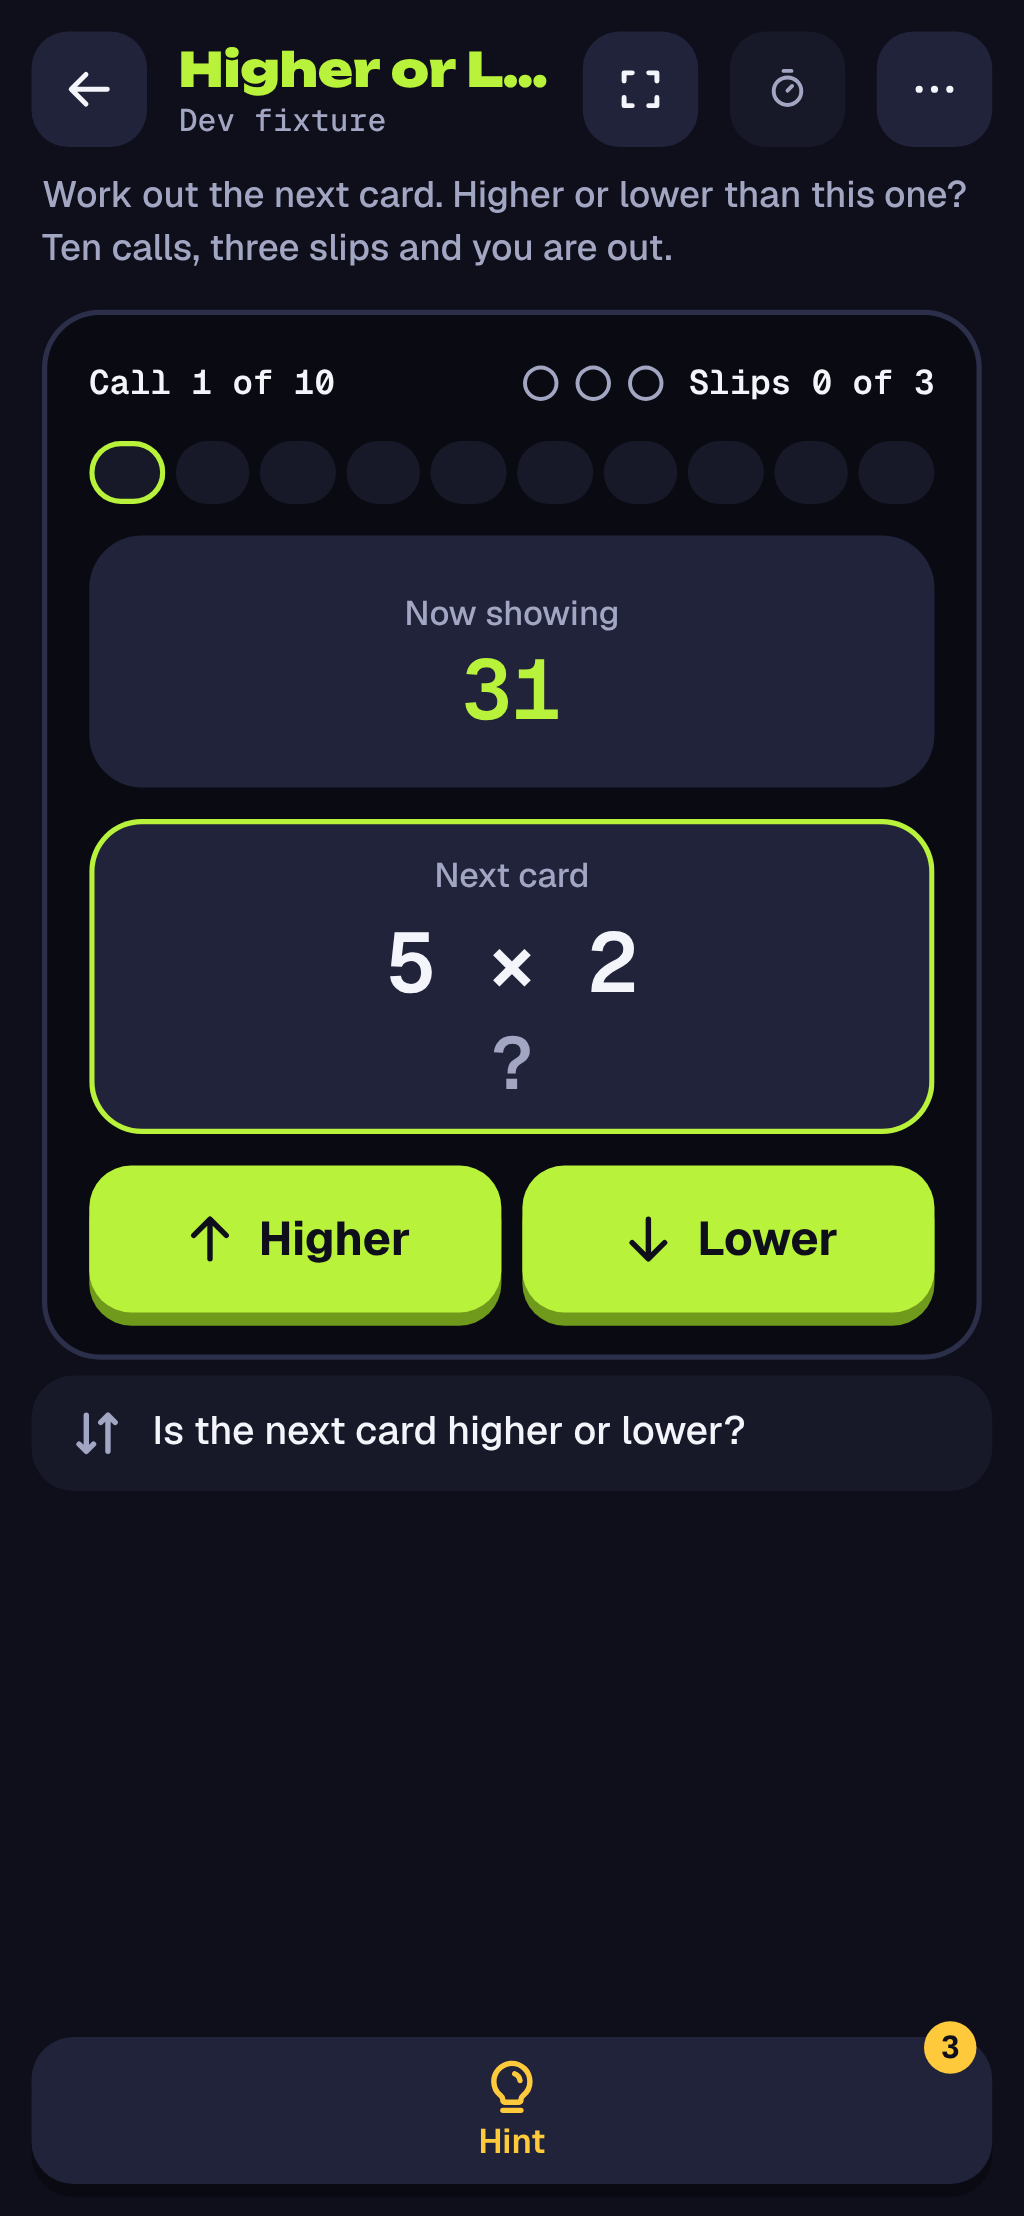 Higher or L...
Dev fixture
Work out the next card. Higher or lower than this one?
Ten calls, three slips and you are out.
Call 1 of 10
Slips 0 of 3
Now showing
31
Next card
5 × 2
?
Higher
Lower
Is the next card higher or lower?
3
Hint